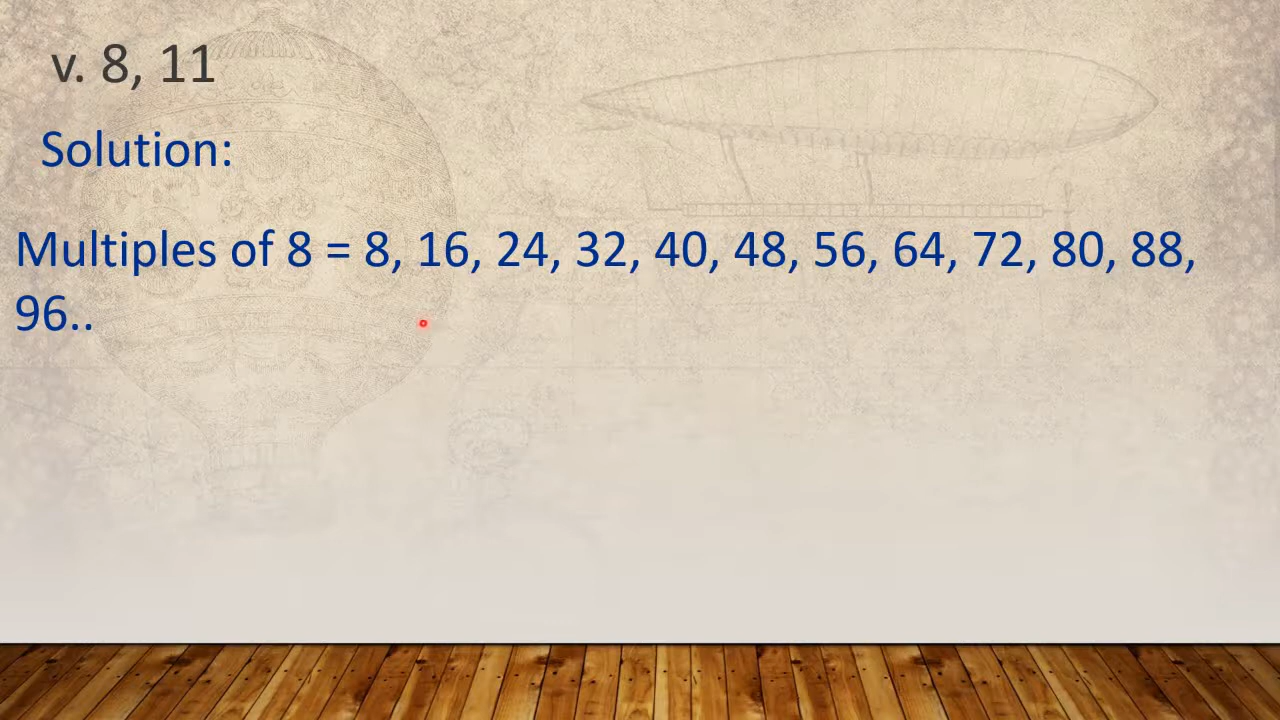 v. 8, 11
Solution:
Multiples of 8 = 8, 16, 24, 32, 40, 48, 56, 64, 72, 80, 88,
96..